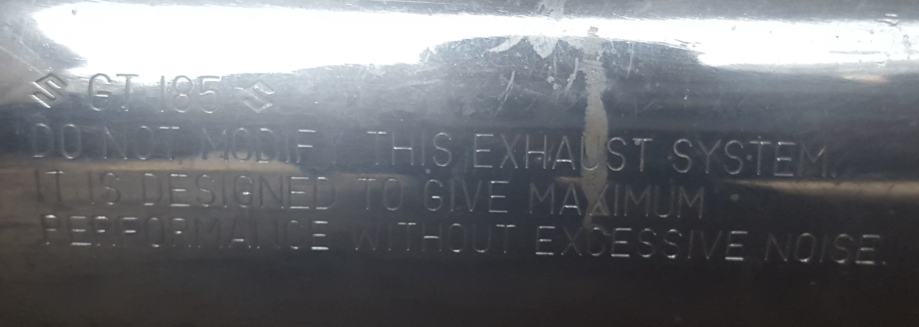 GT 185
DO NOT MODIFY THIS EXHAUST SYSTEM.
IT IS DESIGNED TO GIVE MAXIMUM
PERFORMANCE WITHOUT EXCESSIVE NOISE.